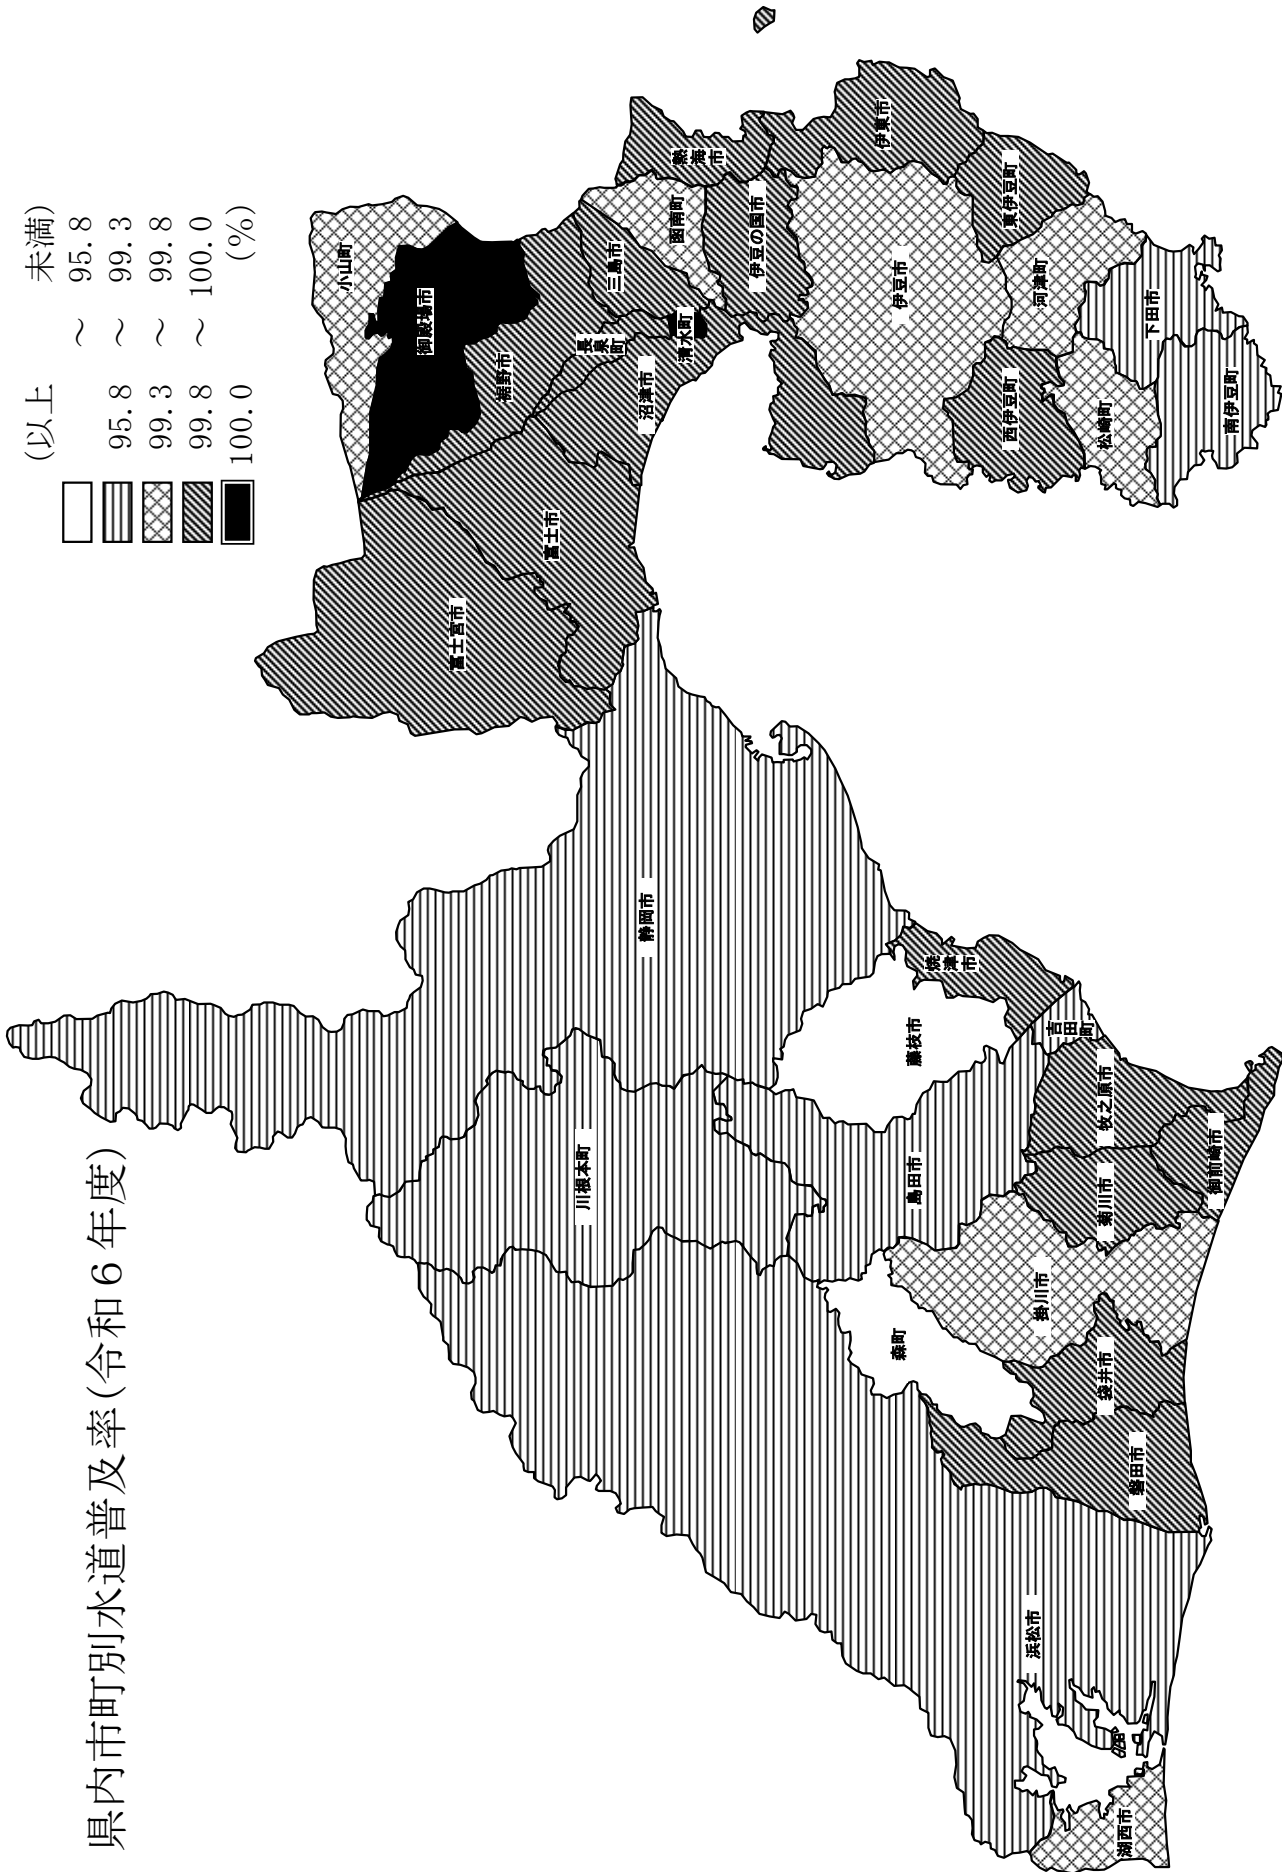 県内市町別水道普及率(令和6年度)
(以上 未満)
～ 95.8
95.8 ～ 99.3
99.3 ～ 99.8
99.8 ～ 100.0
100.0 (%)
小山町
御殿場市
裾野市
長泉町
三島市
清水町
沼津市
函南町
熱海市
伊豆の国市
伊東市
伊豆市
東伊豆町
河津町
西伊豆町
松崎町
下田市
南伊豆町
富士市
富士宮市
静岡市
焼津市
藤枝市
吉田町
牧之原市
御前崎市
島田市
川根本町
菊川市
掛川市
森町
袋井市
磐田市
浜松市
湖西市